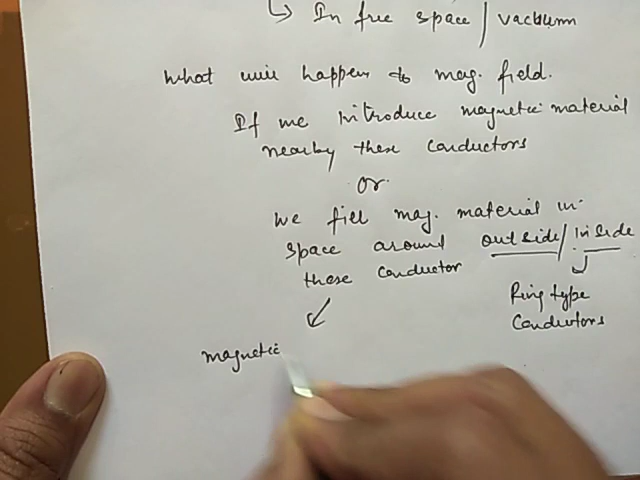 ↳ In free space / vacuum
What will happen to mag. field.
If we introduce magnetic material
nearby these conductors
or
we fill mag. material in
space around outside / inside
these conductor
Ring type
Conductors
magnetic